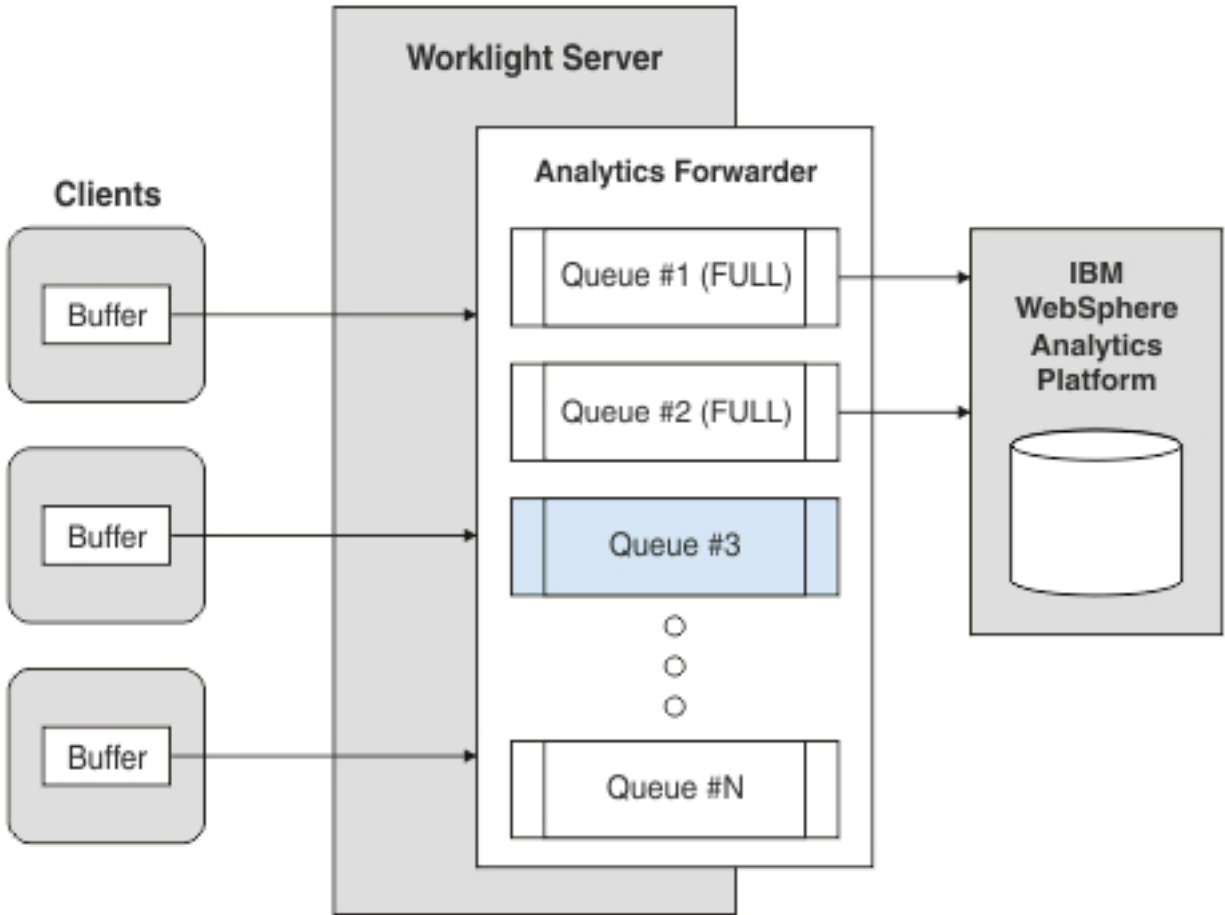 Worklight Server
Analytics Forwarder
Clients
Buffer
Buffer
Buffer
Queue #1 (FULL)
Queue #2 (FULL)
Queue #3
Queue #N
IBM
WebSphere
Analytics
Platform